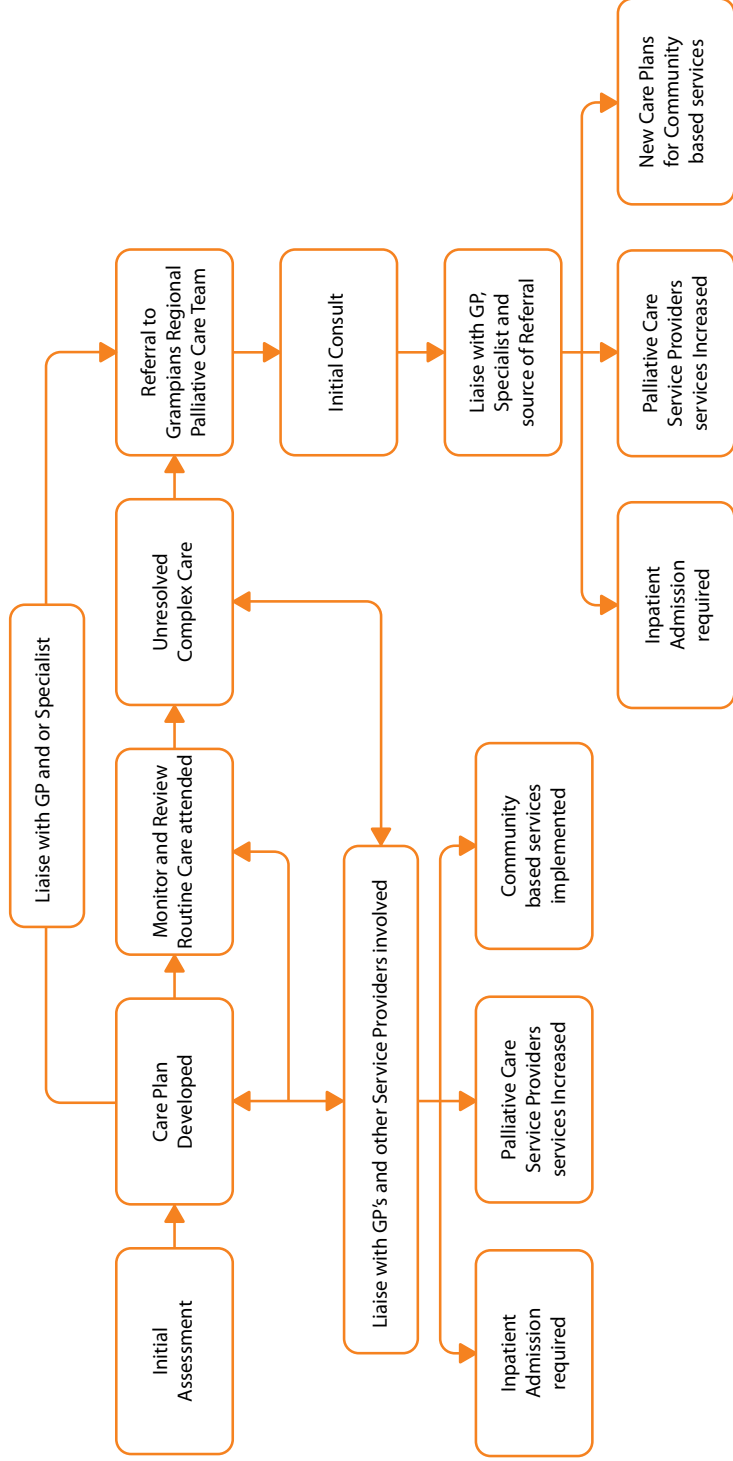 Liaise with GP and or Specialist
Initial
Assessment
Care Plan
Developed
Monitor and Review
Routine Care attended
Unresolved
Complex Care
Referral to
Grampians Regional
Palliative Care Team
Initial Consult
Liaise with GP's and other Service Providers involved
Liaise with GP,
Specialist and
source of Referral
Inpatient
Admission
required
Palliative Care
Service Providers
services Increased
Community
based services
implemented
Inpatient
Admission
required
Palliative Care
Service Providers
services Increased
New Care Plans
for Community
based services